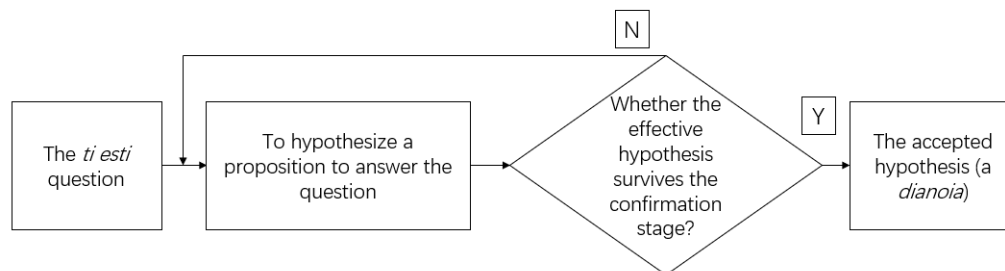 The ti esti
question
To hypothesize a
proposition to answer the
question
N
Whether the
effective
hypothesis
survives the
confirmation
stage?
Y
The accepted
hypothesis (a
dianoia)